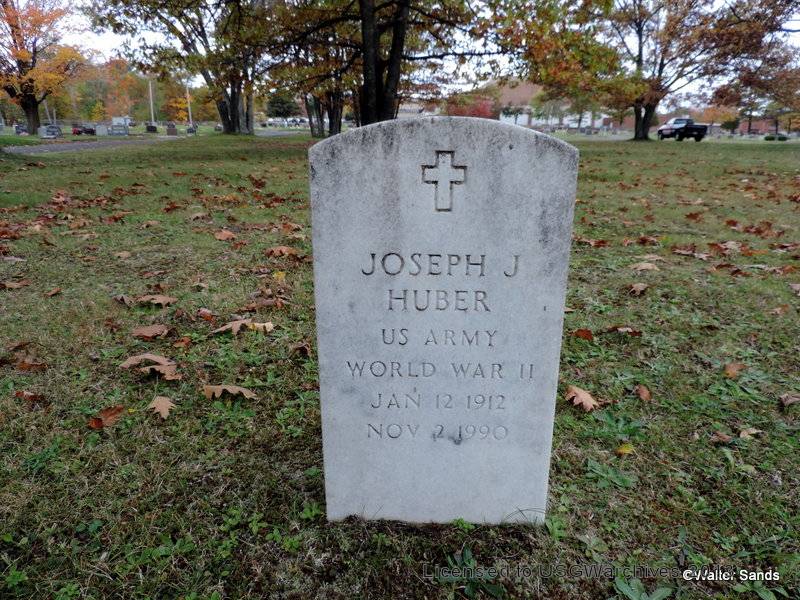 JOSEPH J
HUBER
US ARMY
WORLD WAR II
JAN 12 1912
NOV 2 1990
Licensed to USGWarchives
©Walter Sands